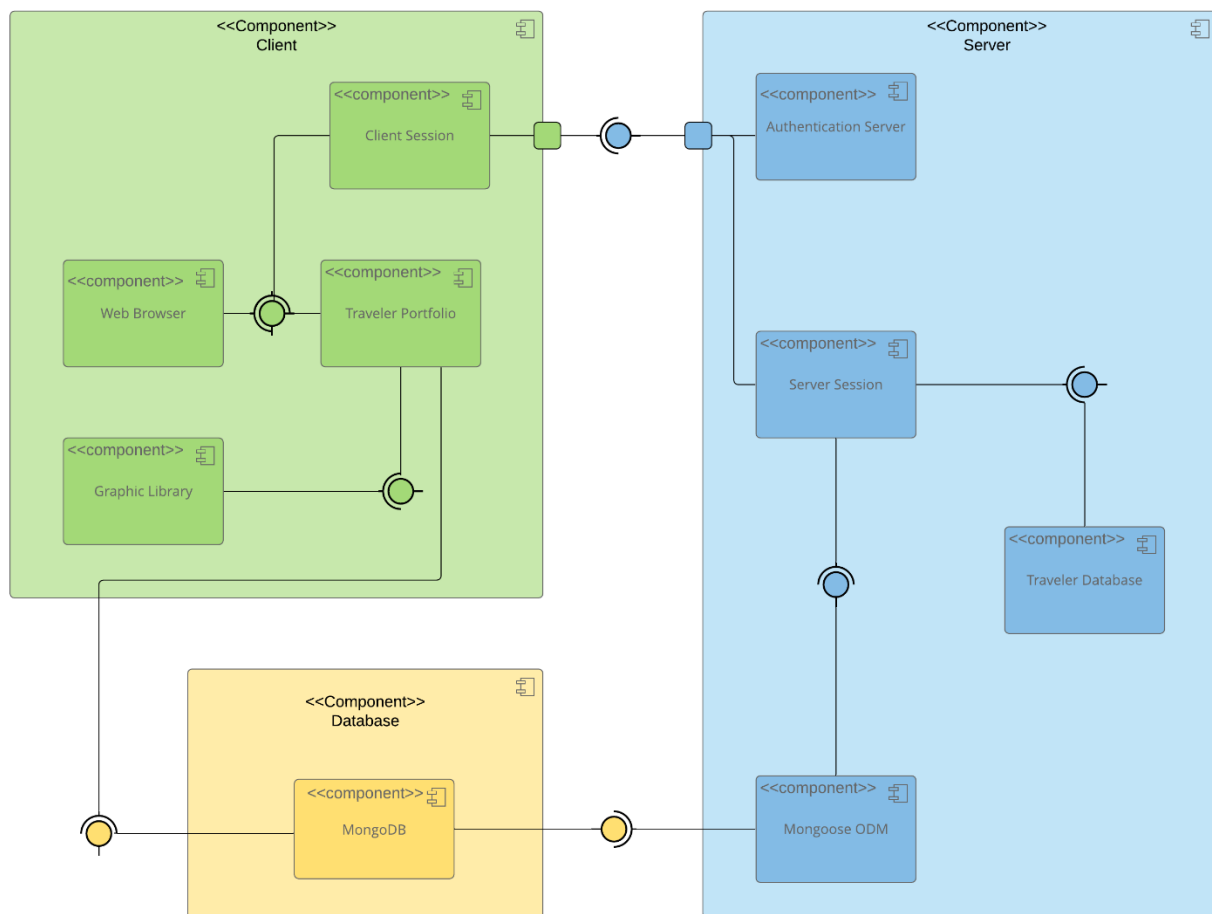 <<Component>>
Client
<<component>>
Client Session
<<component>>
Web Browser
<<component>>
Traveler Portfolio
<<component>>
Graphic Library
<<Component>>
Server
<<component>>
Authentication Server
<<component>>
Server Session
<<component>>
Traveler Database
<<component>>
Mongoose ODM
<<Component>>
Database
<<component>>
MongoDB